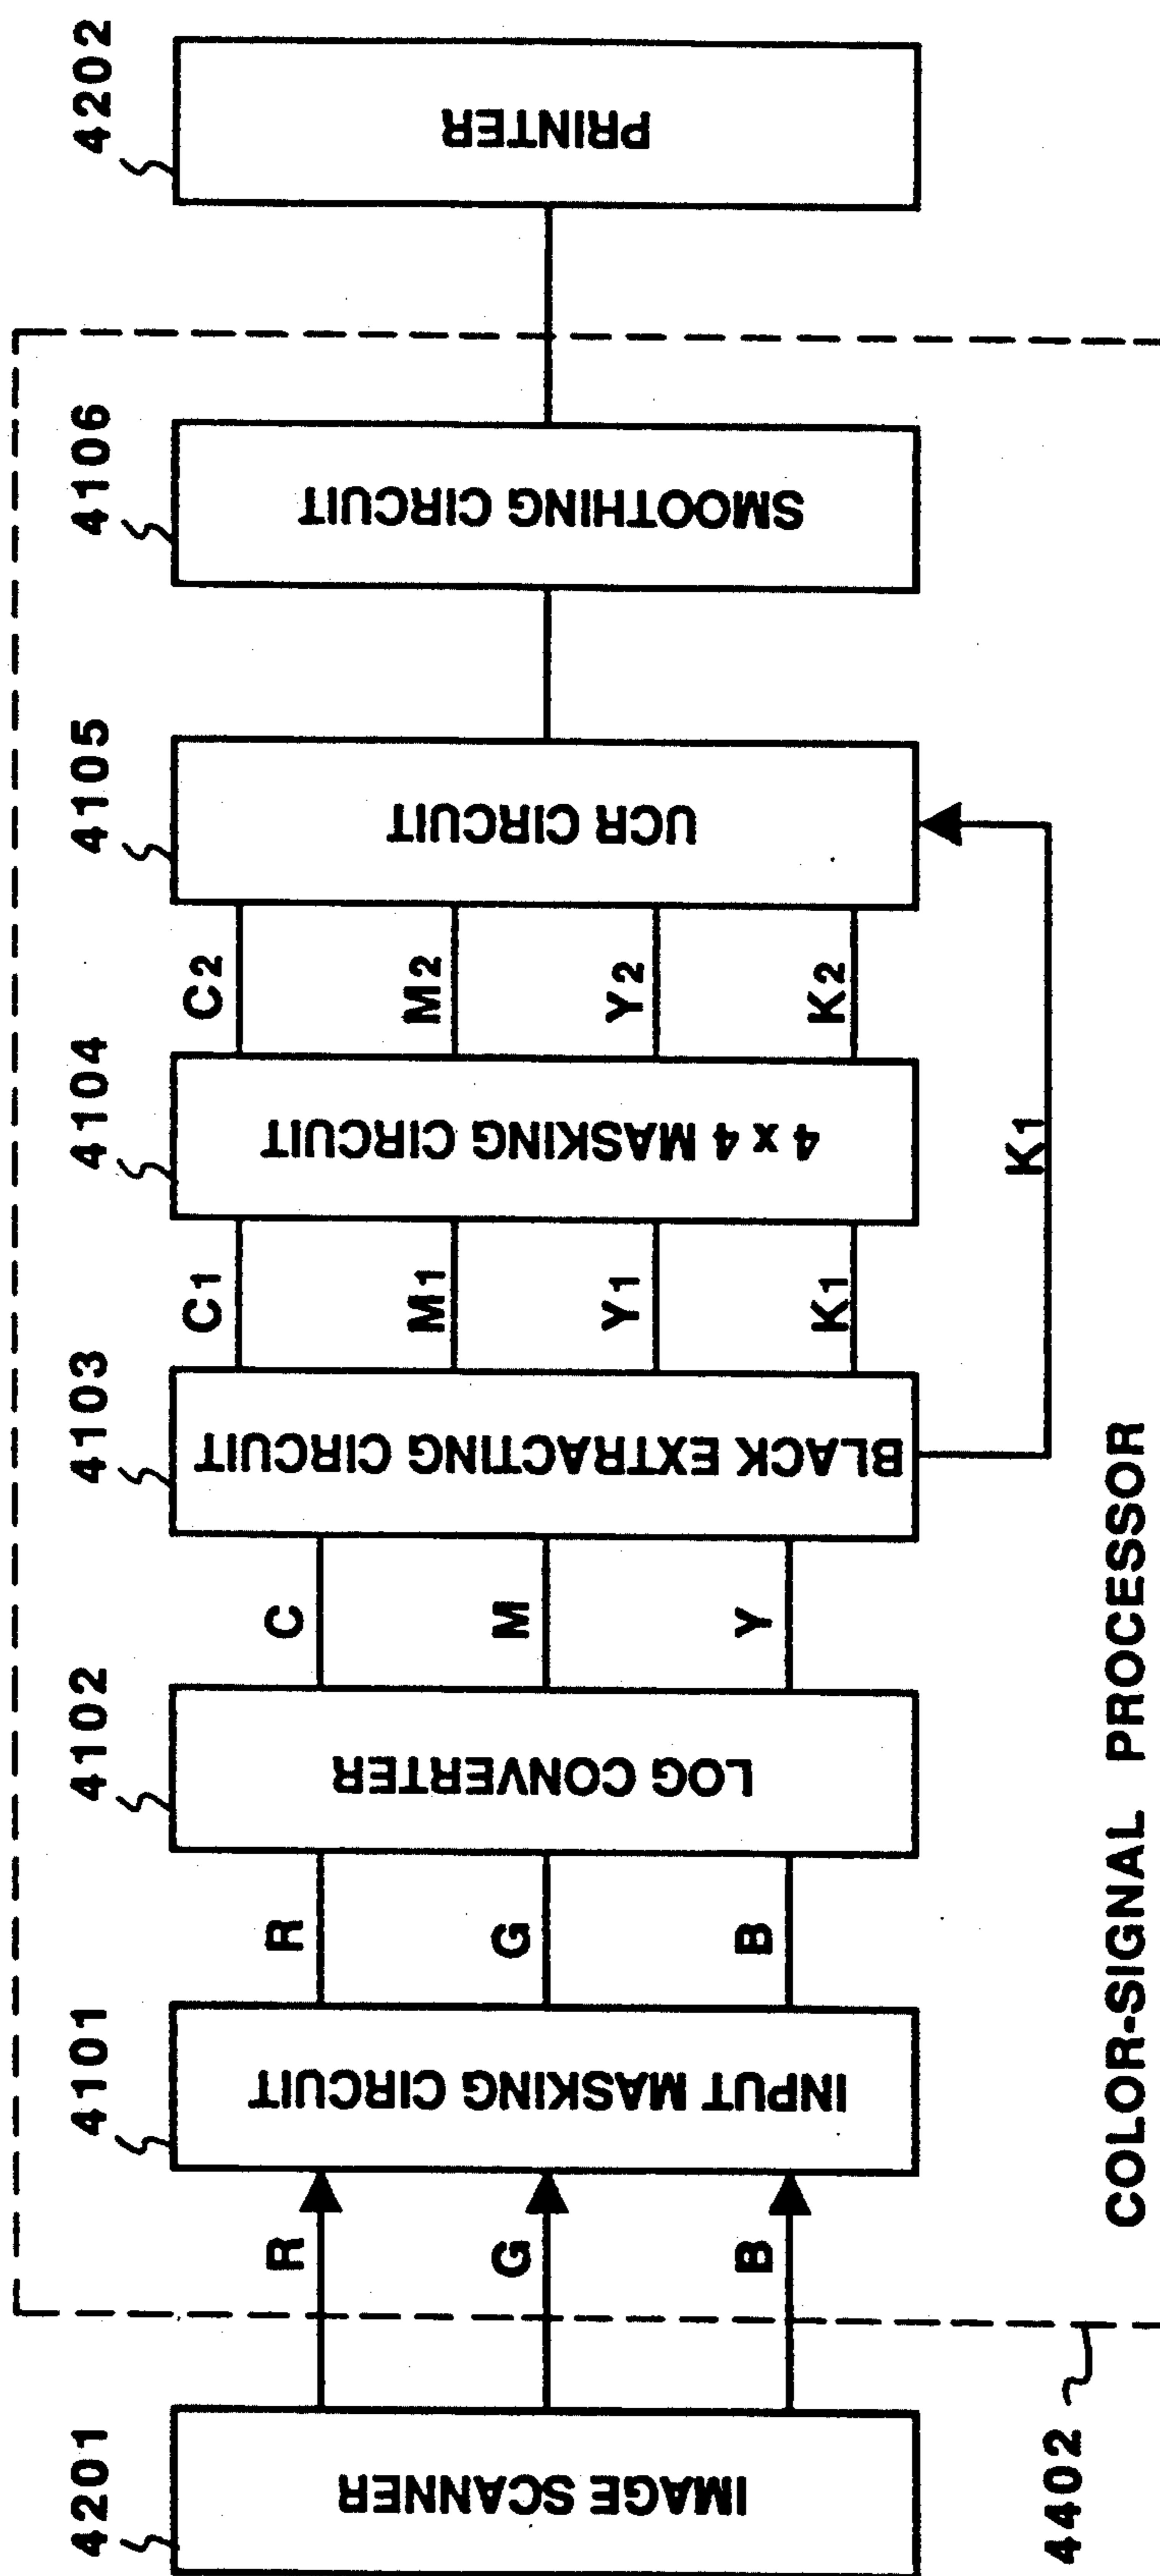 4201
IMAGE SCANNER
R
G
B
4101
INPUT MASKING CIRCUIT
R
G
B
4102
LOG CONVERTER
C
M
Y
4103
BLACK EXTRACTING CIRCUIT
C1
M1
Y1
K1
4104
4 x 4 MASKING CIRCUIT
C2
M2
Y2
K2
K1
4105
UCR CIRCUIT
4106
SMOOTHING CIRCUIT
4202
PRINTER
4402
COLOR-SIGNAL PROCESSOR